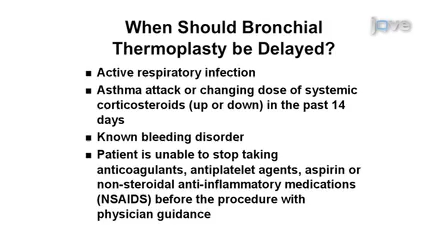 jove
When Should Bronchial
Thermoplasty be Delayed?
■ Active respiratory infection
■ Asthma attack or changing dose of systemic
corticosteroids (up or down) in the past 14
days
■ Known bleeding disorder
■ Patient is unable to stop taking
anticoagulants, antiplatelet agents, aspirin or
non-steroidal anti-inflammatory medications
(NSAIDS) before the procedure with
physician guidance